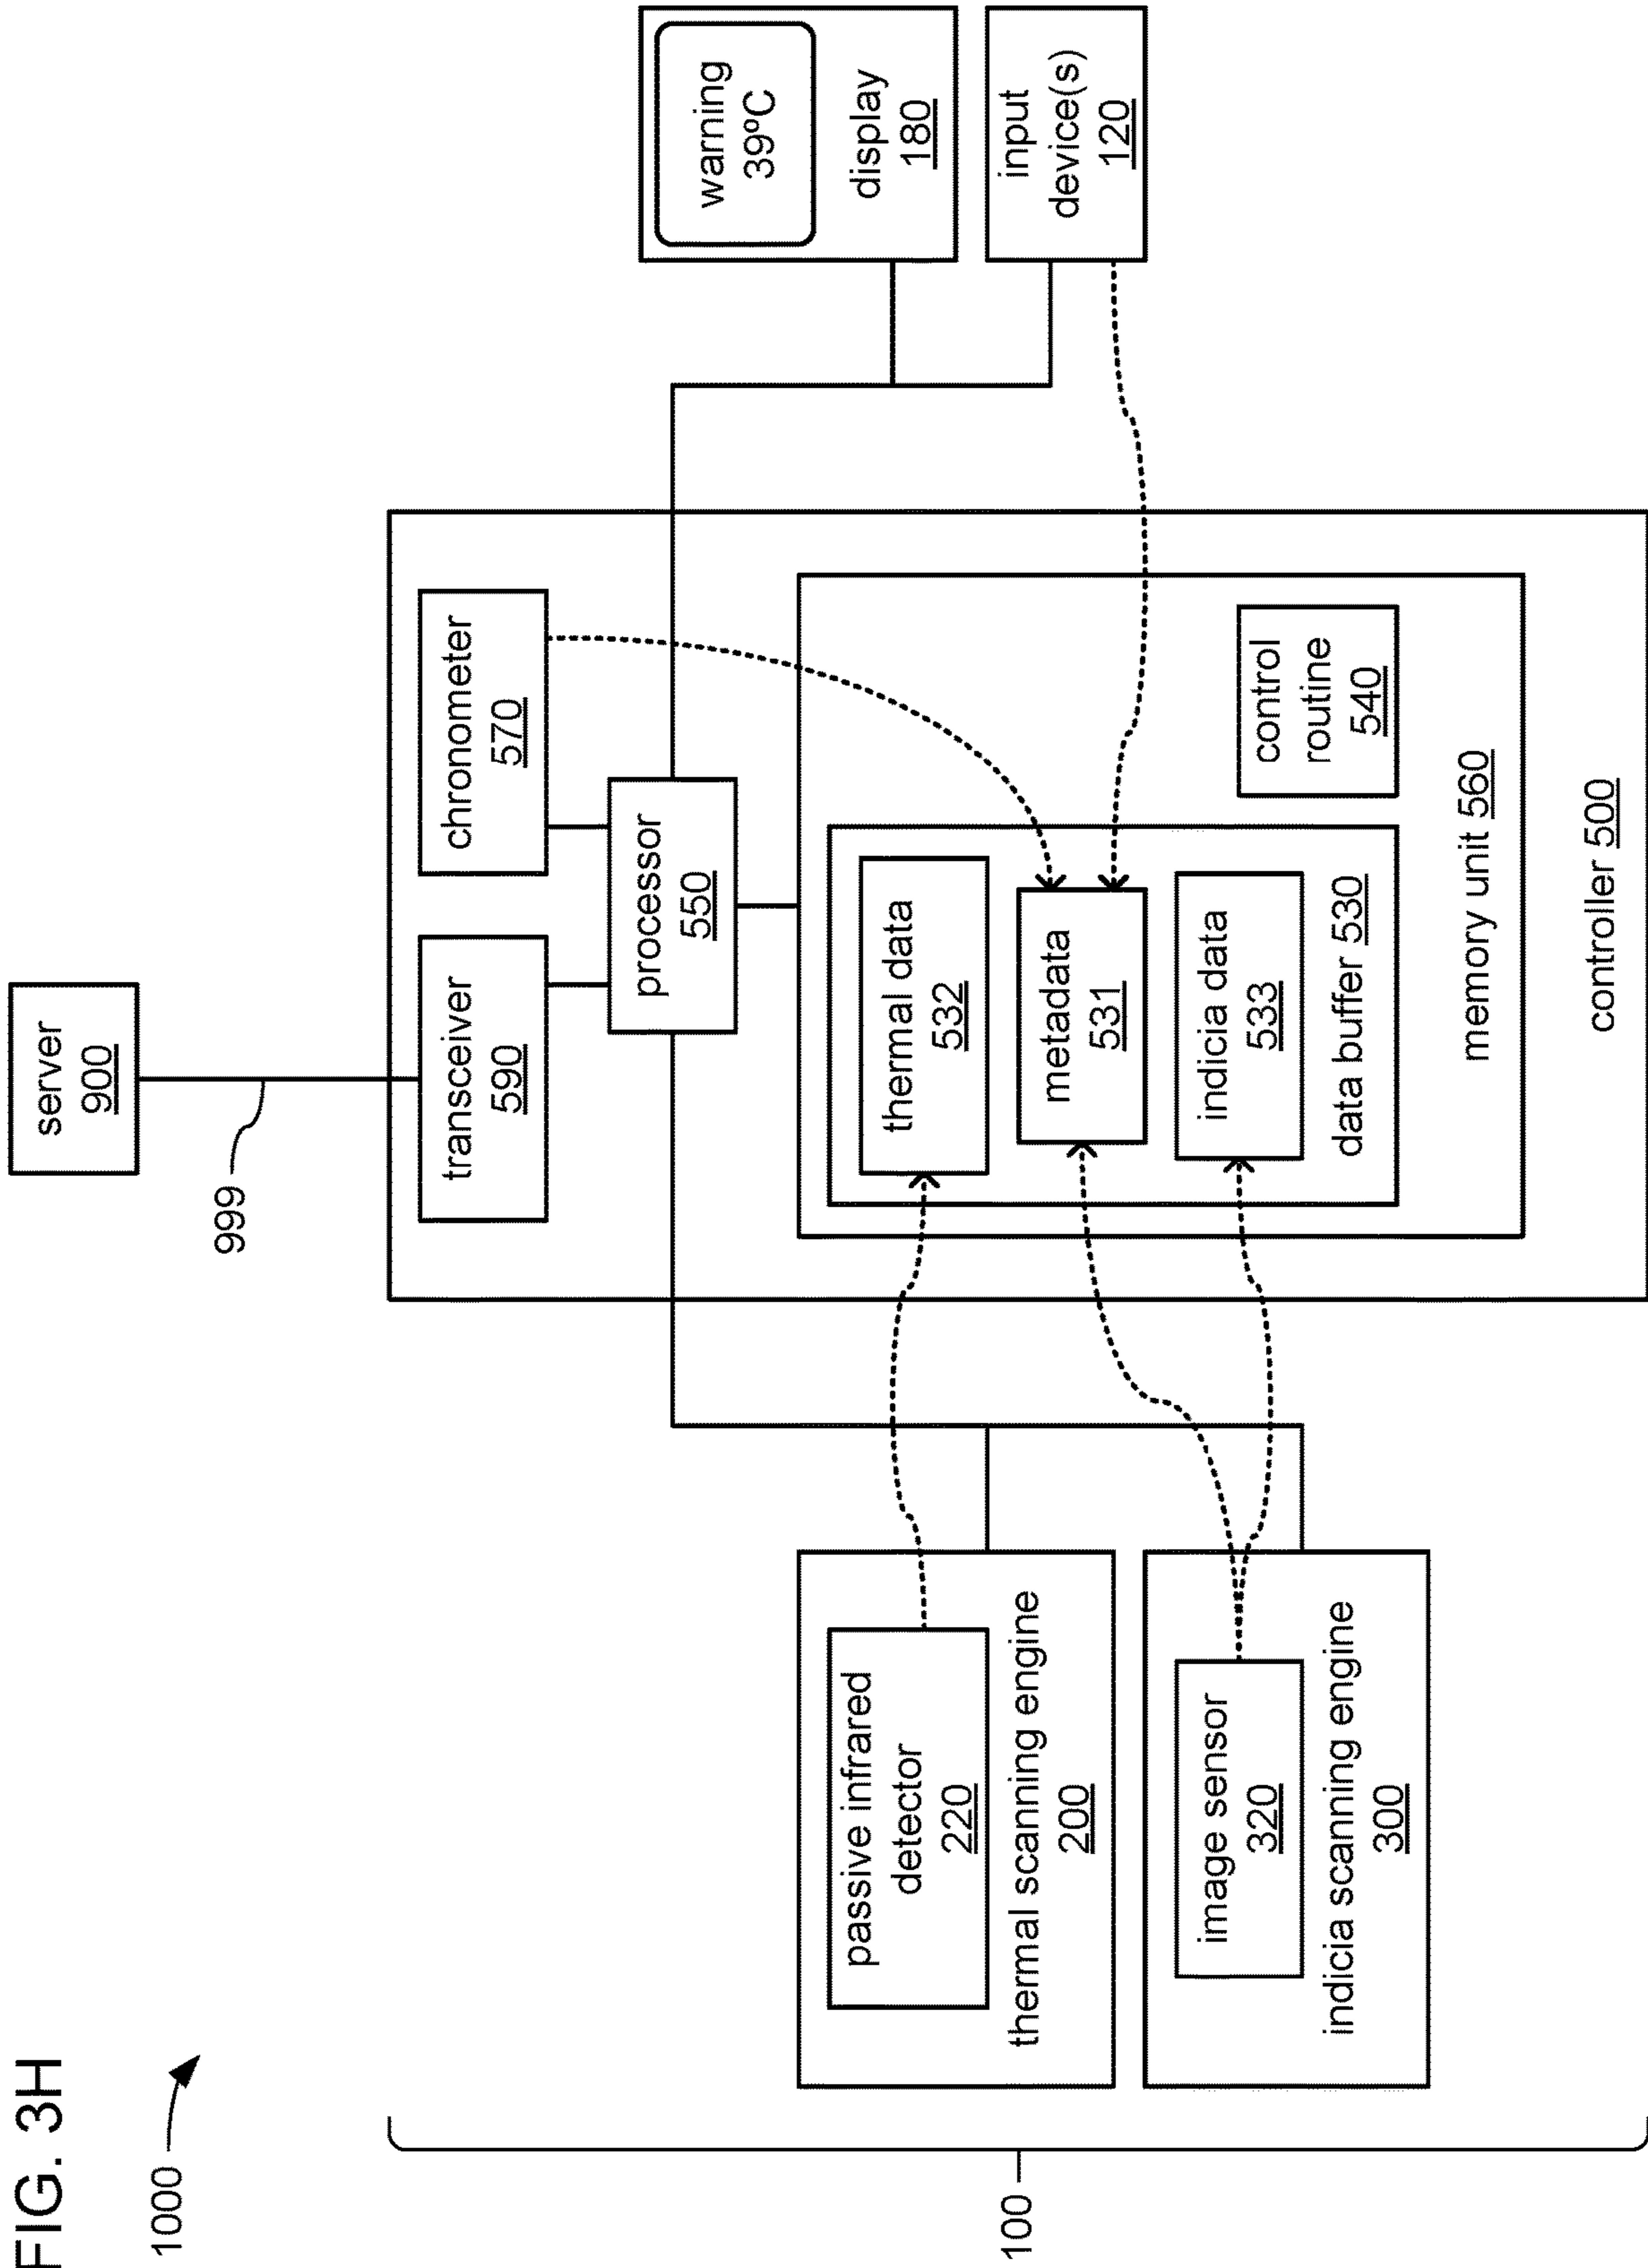 FIG. 3H
1000
100
server
900
999
transceiver
590
chronometer
570
processor
550
thermal data
532
metadata
531
indicia data
533
data buffer 530
control
routine
540
memory unit 560
controller 500
passive infrared
detector
220
thermal scanning engine
200
image sensor
320
indicia scanning engine
300
warning
39ºC
display
180
input
device(s)
120